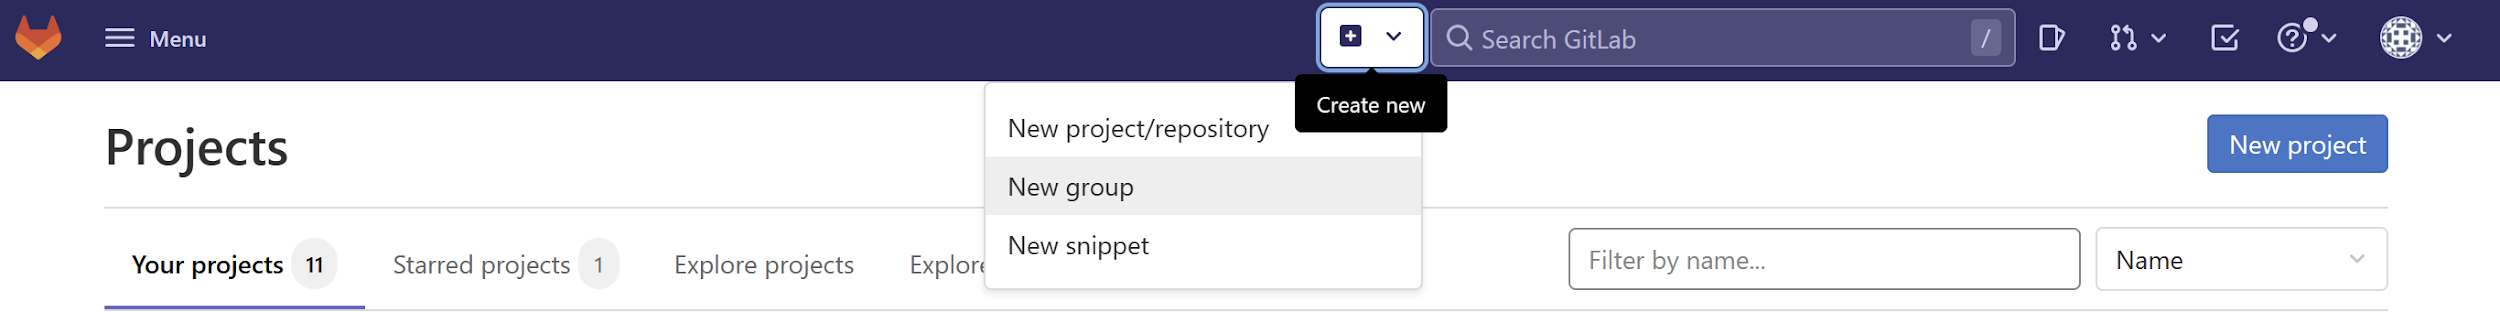 Menu
Search GitLab /
Create new
New project/repository
New group
New snippet
Projects
New project
Your projects 11
Starred projects 1
Explore projects
Explore
Filter by name...
Name